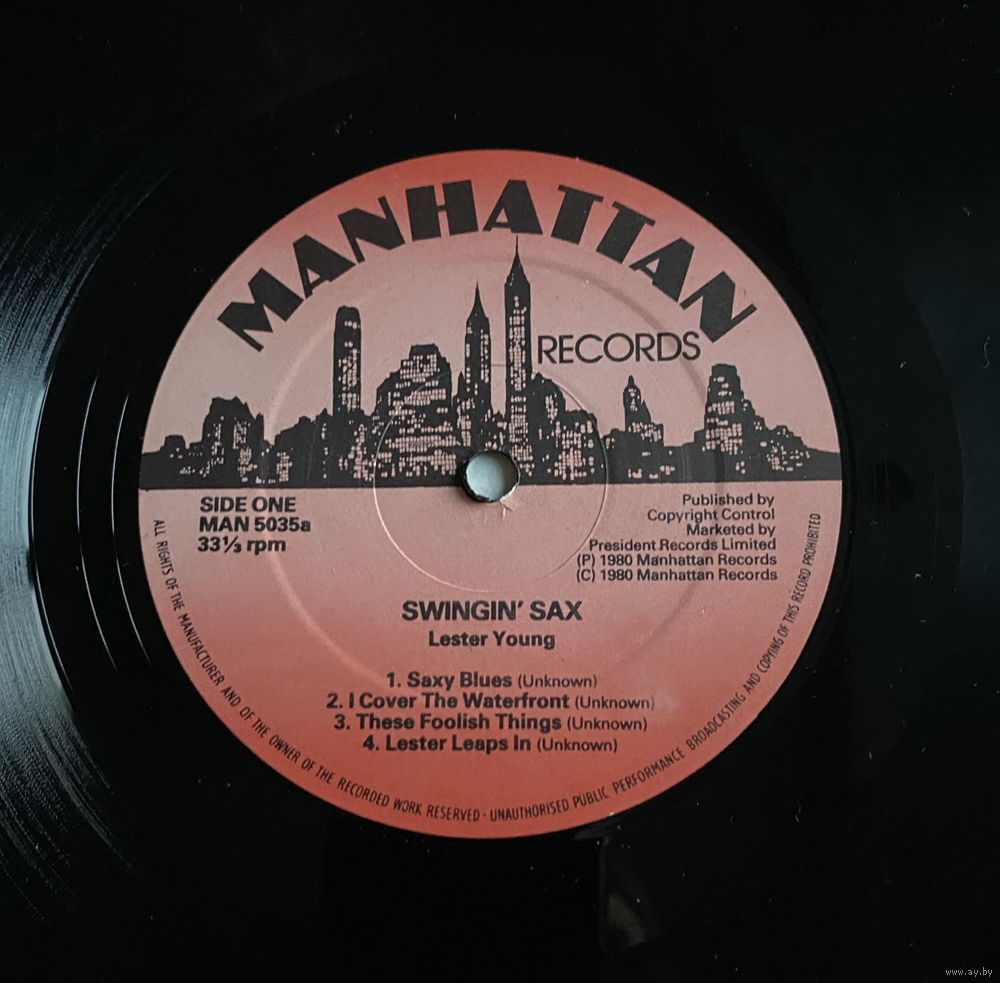 MANHATTAN
RECORDS
SIDE ONE
MAN 5035a
33⅓ rpm
Published by
Copyright Control
Marketed by
President Records Limited
(P) 1980 Manhattan Records
(C) 1980 Manhattan Records
SWINGIN' SAX
Lester Young
1. Saxy Blues (Unknown)
2. I Cover The Waterfront (Unknown)
3. These Foolish Things (Unknown)
4. Lester Leaps In (Unknown)
ALL RIGHTS OF THE MANUFACTURER AND OF THE OWNER OF THE RECORDED WORK RESERVED · UNAUTHORISED PUBLIC PERFORMANCE BROADCASTING AND COPYING OF THIS RECORD PROHIBITED
www.ay.by